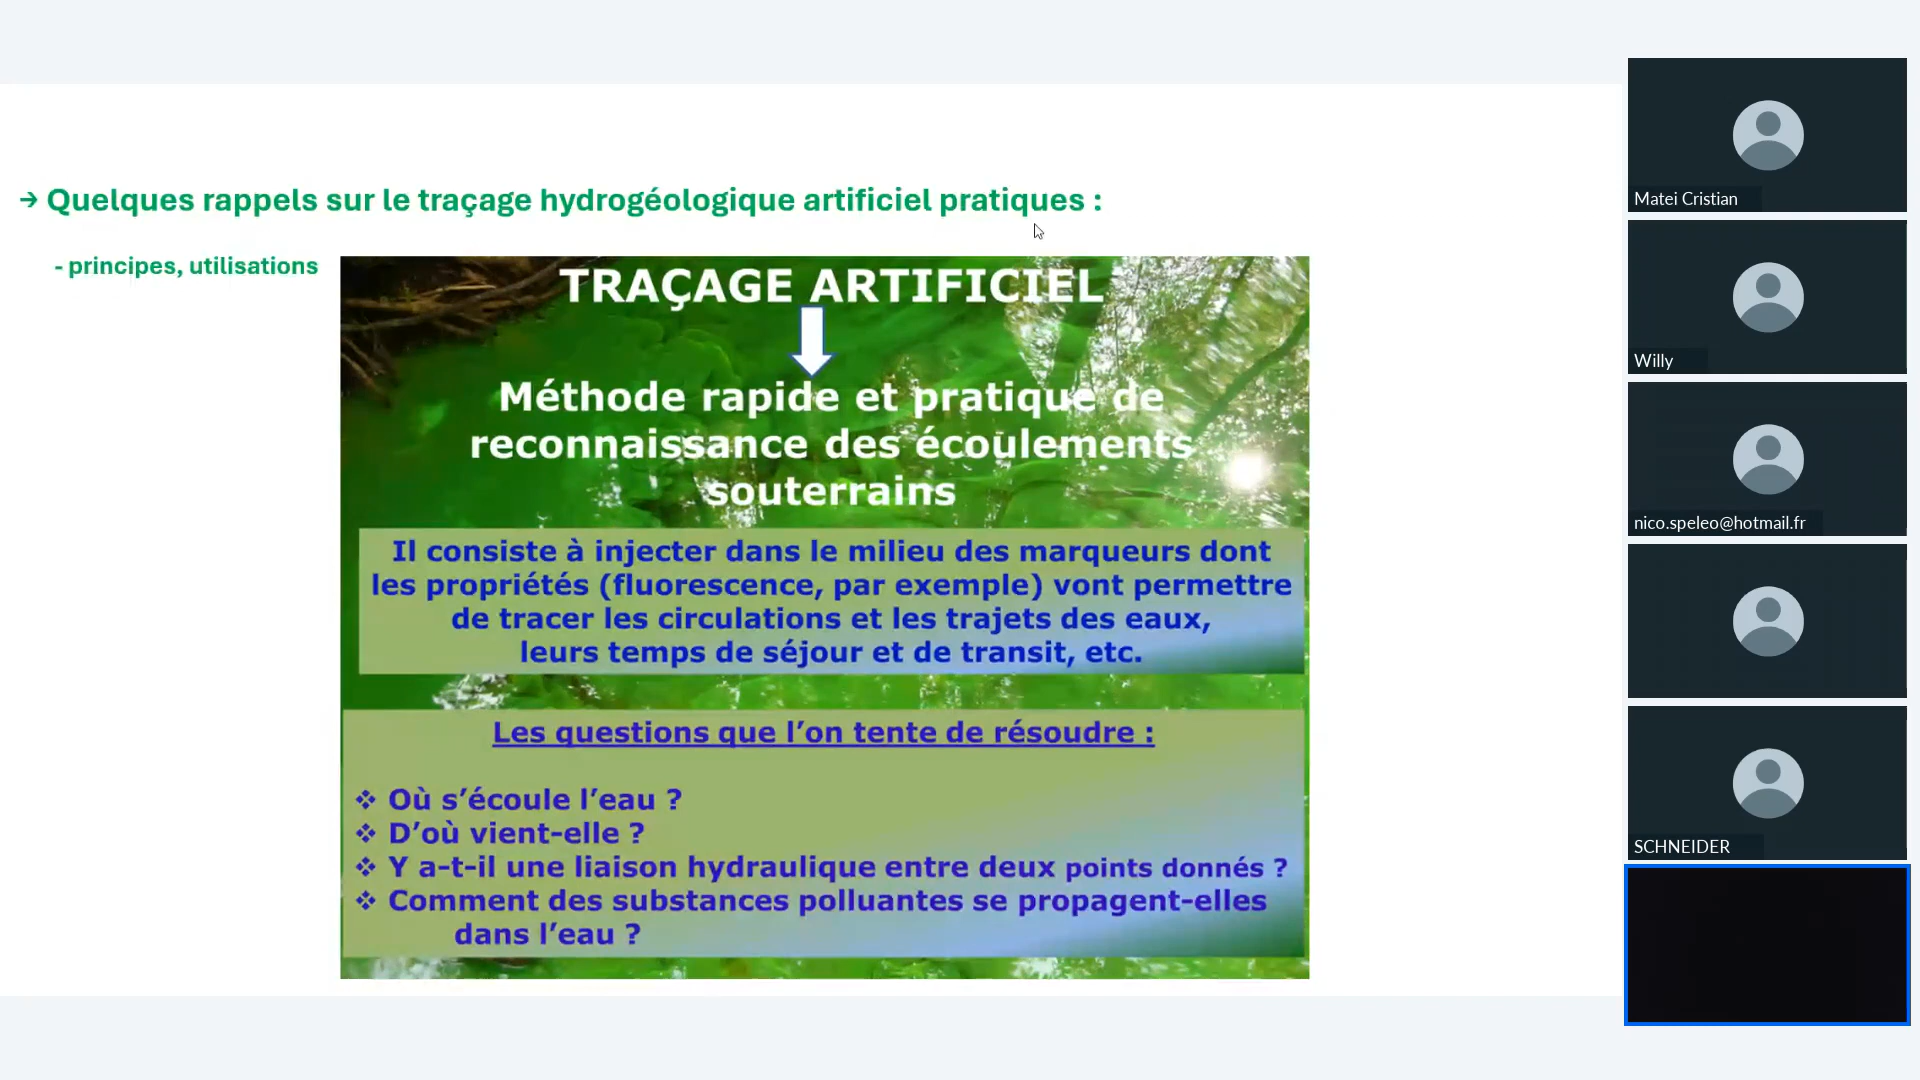 → Quelques rappels sur le traçage hydrogéologique artificiel pratiques :
- principes, utilisations
TRAÇAGE ARTIFICIEL
Méthode rapide et pratique de
reconnaissance des écoulements
souterrains
Il consiste à injecter dans le milieu des marqueurs dont
les propriétés (fluorescence, par exemple) vont permettre
de tracer les circulations et les trajets des eaux,
leurs temps de séjour et de transit, etc.
Les questions que l’on tente de résoudre :
❖ Où s’écoule l’eau ?
❖ D’où vient-elle ?
❖ Y a-t-il une liaison hydraulique entre deux points donnés ?
❖ Comment des substances polluantes se propagent-elles
dans l’eau ?
Matei Cristian
Willy
nico.speleo@hotmail.fr
SCHNEIDER